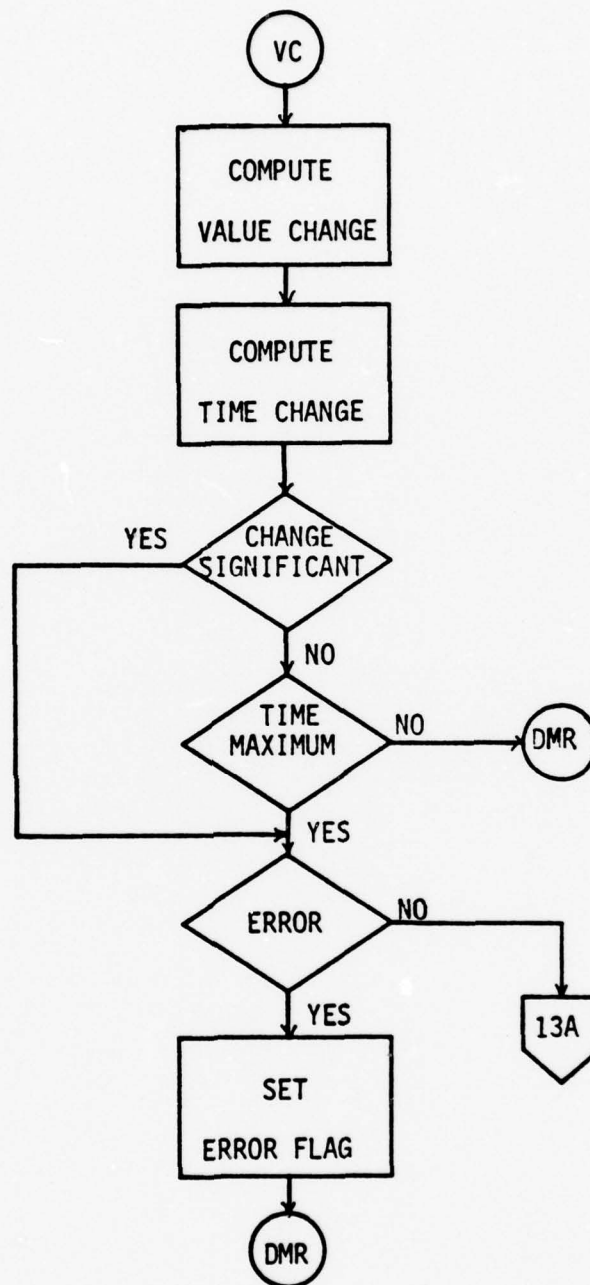 VC
COMPUTE
VALUE CHANGE
COMPUTE
TIME CHANGE
YES
CHANGE
SIGNIFICANT
NO
TIME
MAXIMUM
NO
DMR
YES
ERROR
NO
YES
13A
SET
ERROR FLAG
DMR